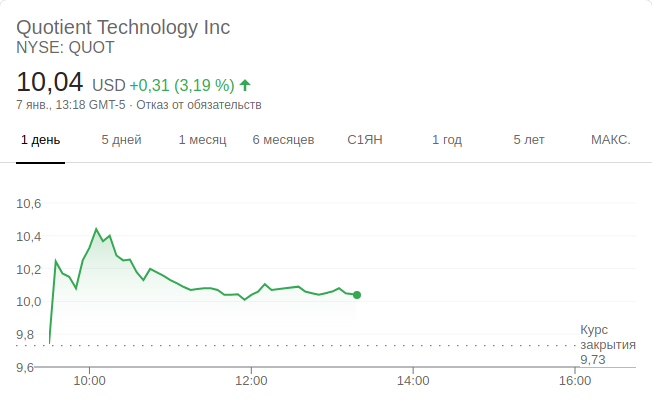 Quotient Technology Inc
NYSE: QUOT
10,04 USD +0,31 (3,19 %)
7 янв., 13:18 GMT-5 · Отказ от обязательств
1 день 5 дней 1 месяц 6 месяцев С1ЯН 1 год 5 лет МАКС.
10,6
10,4
10,2
10,0
9,8
Курс
закрытия
9,73
9,6
10:00 12:00 14:00 16:00